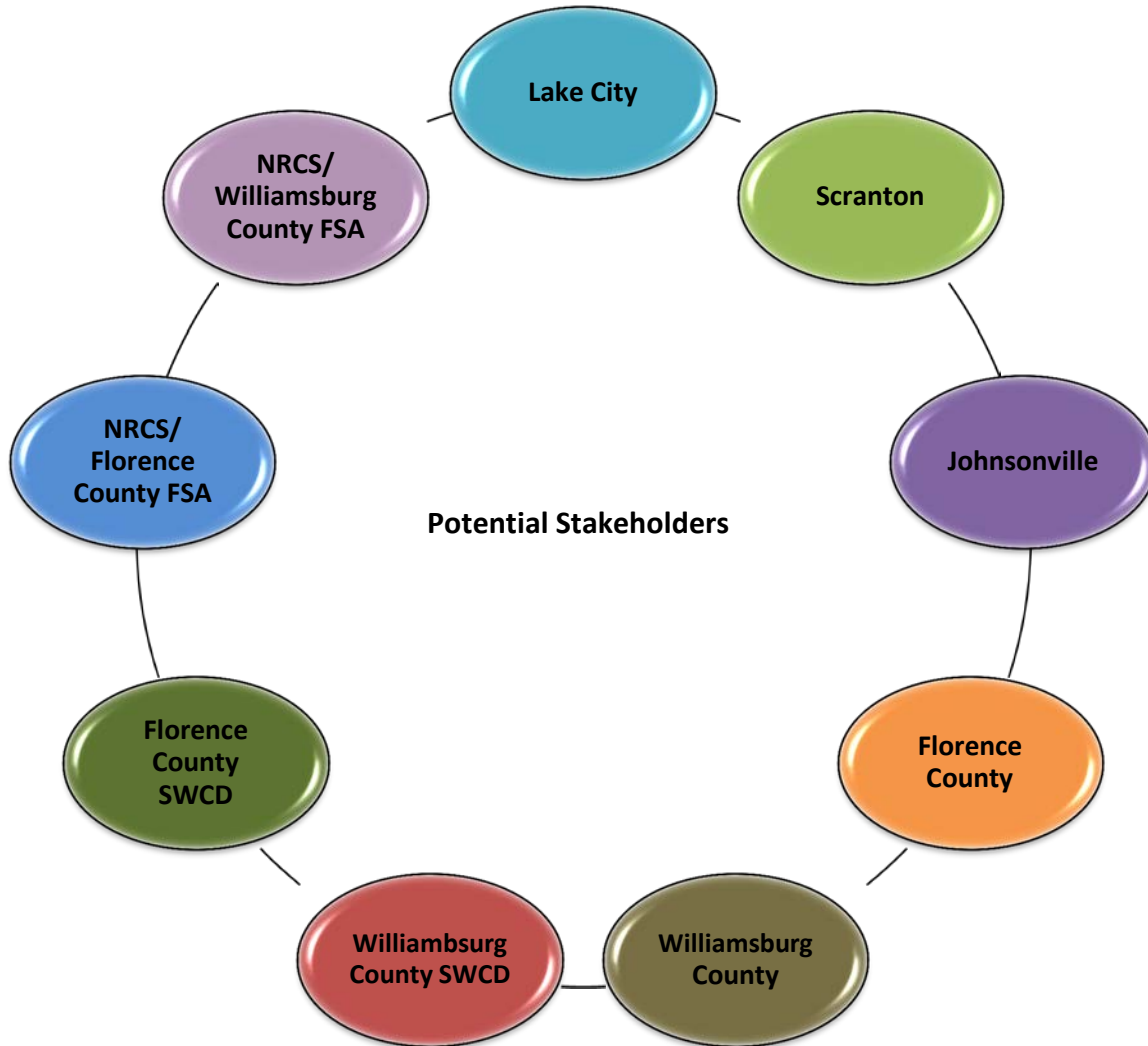 Lake City
Scranton
Johnsonville
Florence
County
Williamsburg
County
Williambsurg
County SWCD
Florence
County
SWCD
NRCS/
Florence
County FSA
NRCS/
Williamsburg
County FSA
Potential Stakeholders